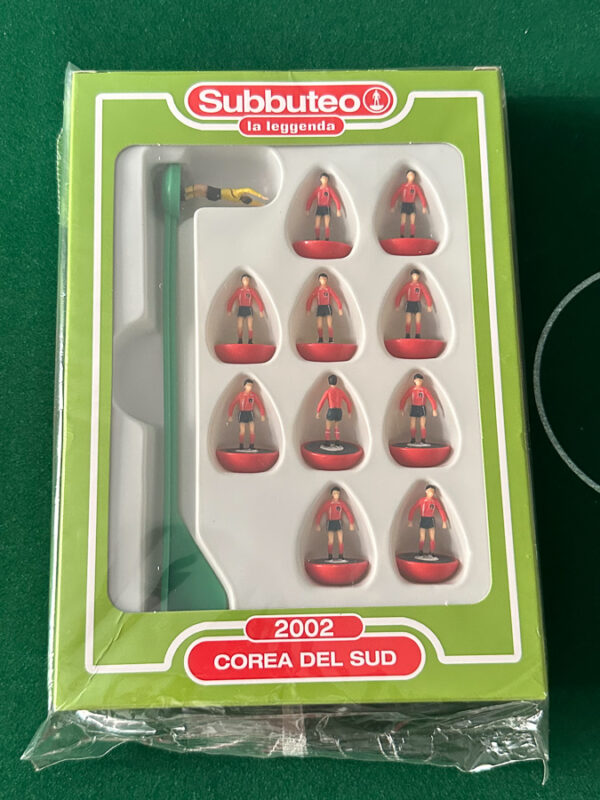 Subbuteo
la leggenda
2002
COREA DEL SUD